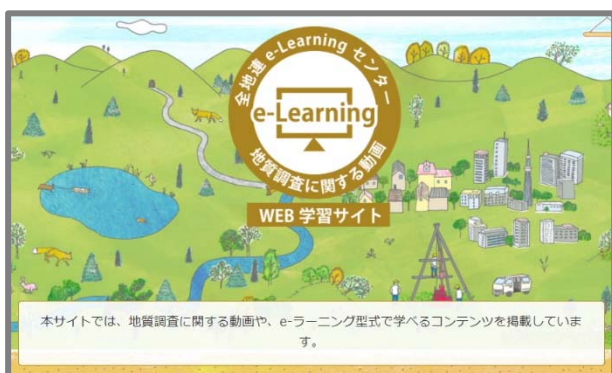 全地連 e-Learning センター
e-Learning
地質調査に関する動画
WEB 学習サイト
本サイトでは、地質調査に関する動画や、e-ラーニング型式で学べるコンテンツを掲載していま
す。